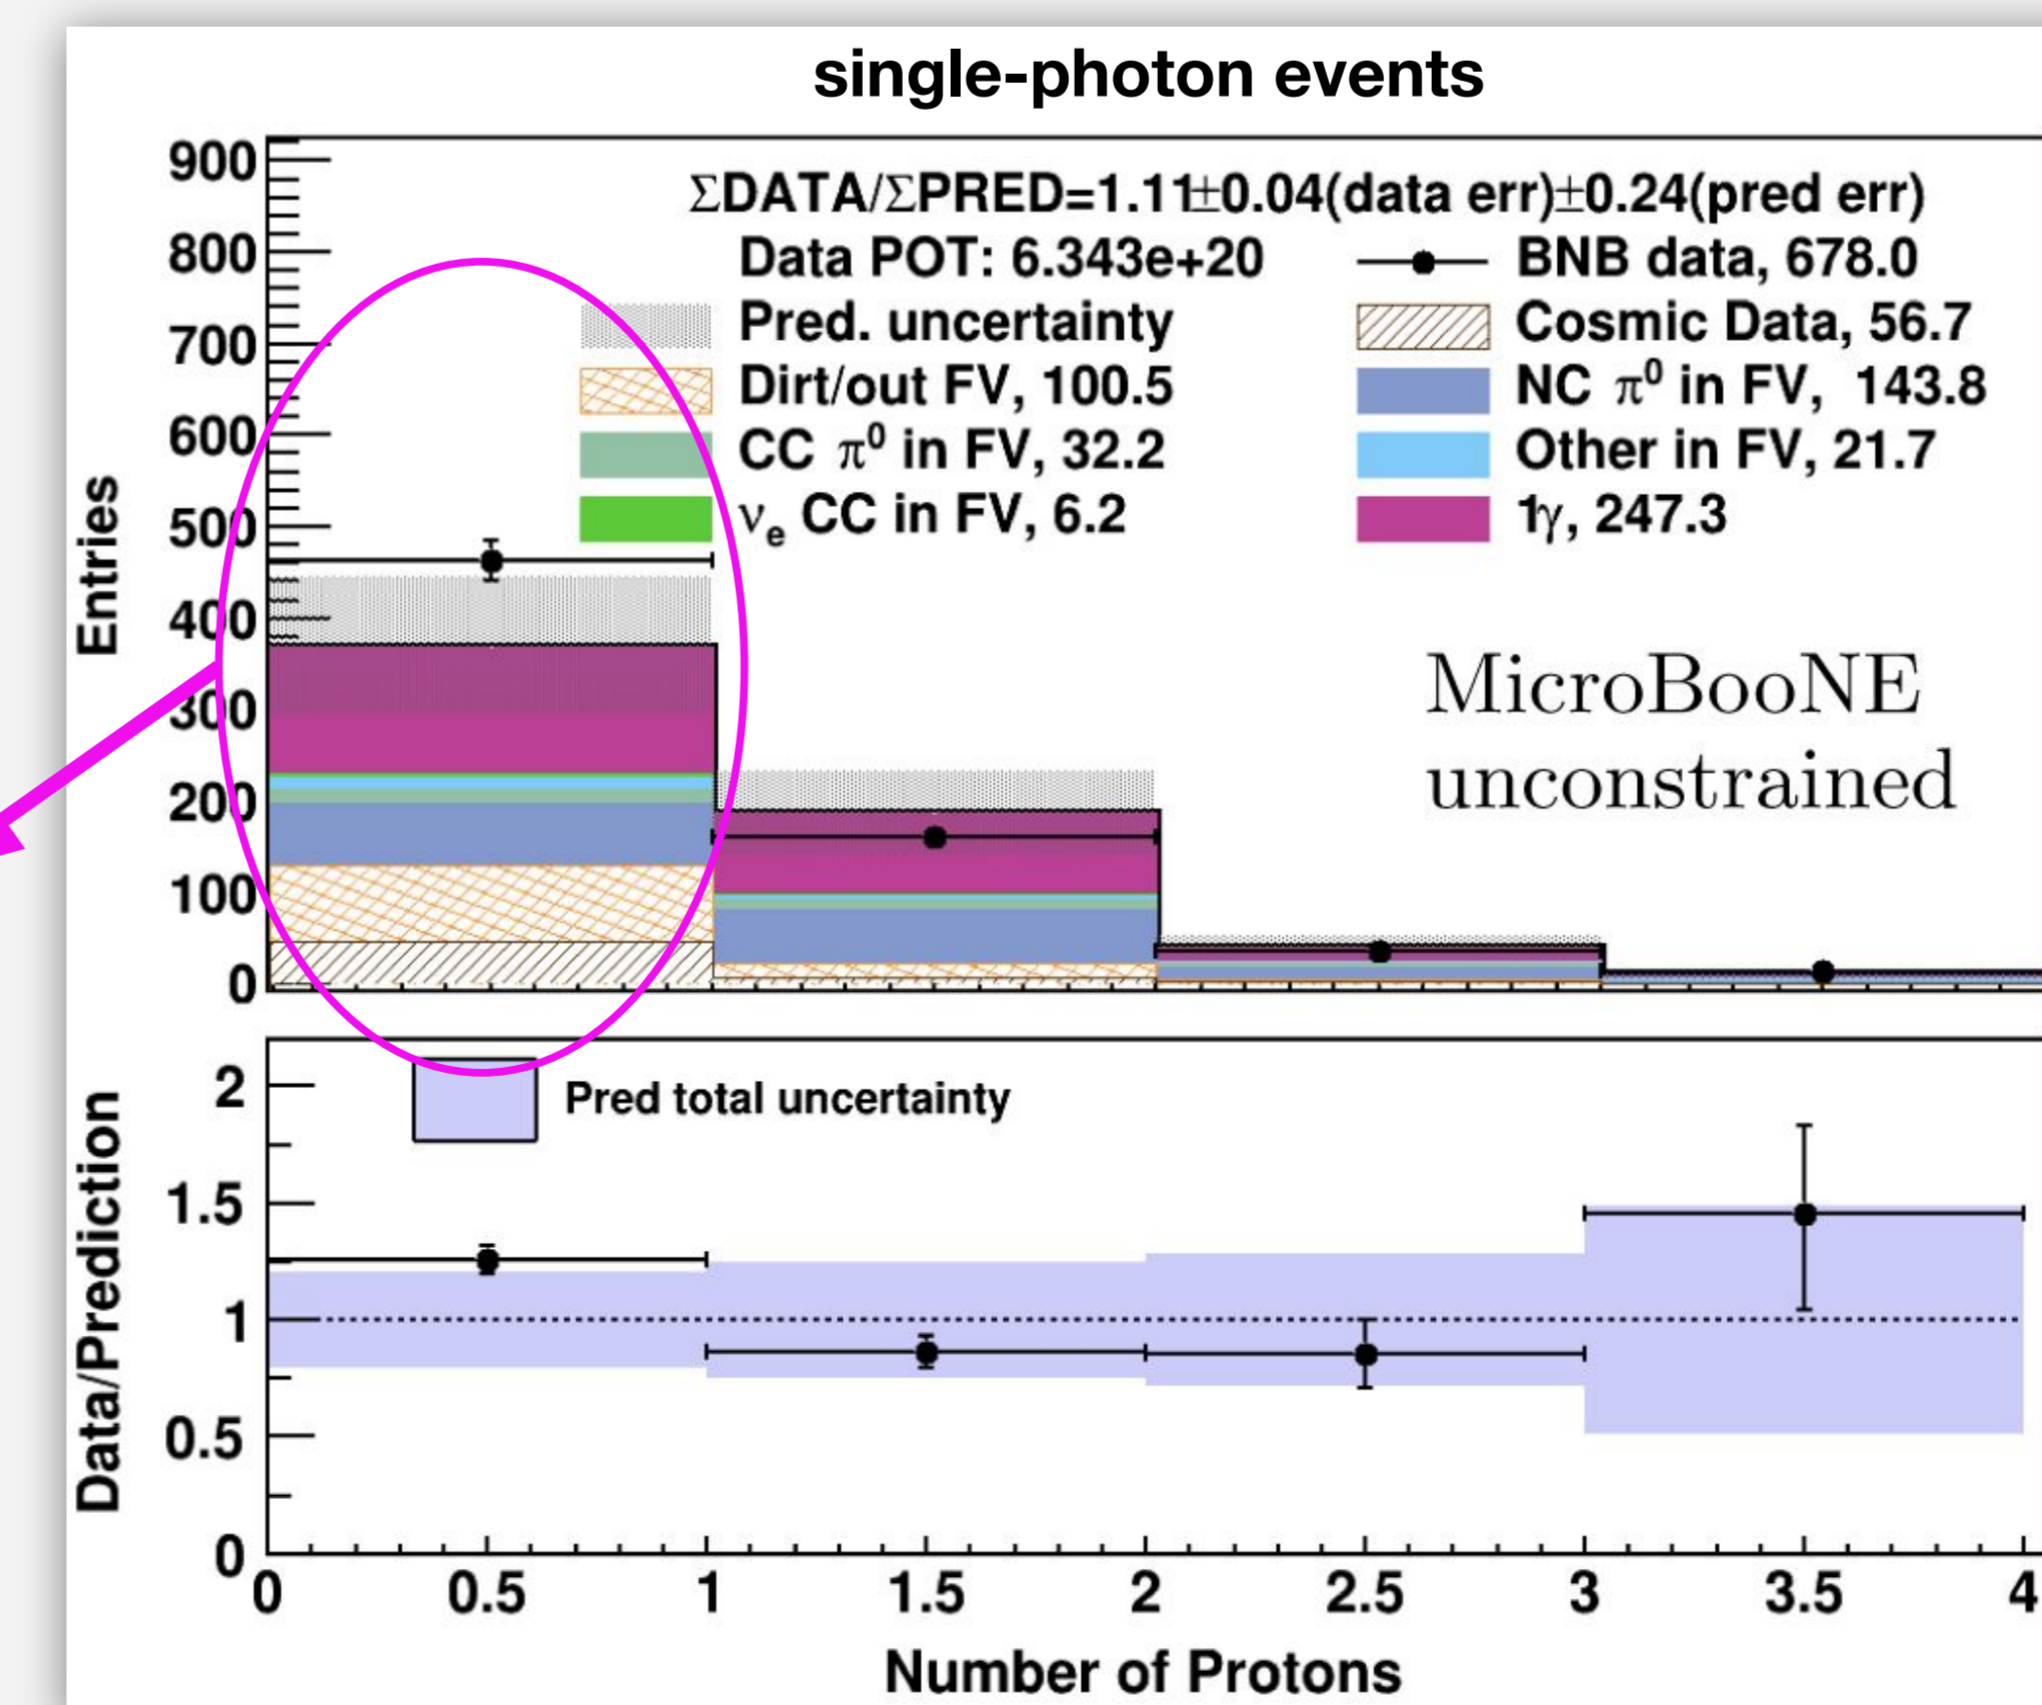 single-photon events
ΣDATA/ΣPRED=1.11±0.04(data err)±0.24(pred err)
Data POT: 6.343e+20
BNB data, 678.0
Pred. uncertainty
Cosmic Data, 56.7
Dirt/out FV, 100.5
NC π⁰ in FV, 143.8
CC π⁰ in FV, 32.2
Other in FV, 21.7
νₑ CC in FV, 6.2
1γ, 247.3
MicroBooNE
unconstrained
Entries
900
800
700
600
500
400
300
200
100
0
Pred total uncertainty
Data/Prediction
2
1.5
1
0.5
0
0 0.5 1 1.5 2 2.5 3 3.5 4
Number of Protons